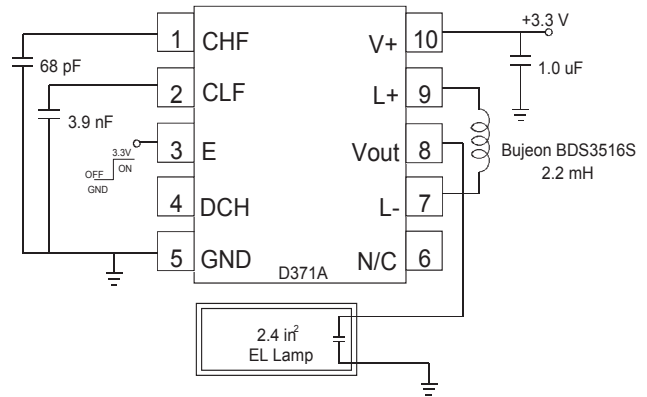 +3.3 V
1 CHF V+ 10
68 pF
1.0 uF
2 CLF L+ 9
3.9 nF
3 E Vout 8
Bujeon BDS3516S
2.2 mH
3.3V
OFF ON
GND
4 DCH L- 7
5 GND N/C 6
D371A
2.4 in2
EL Lamp